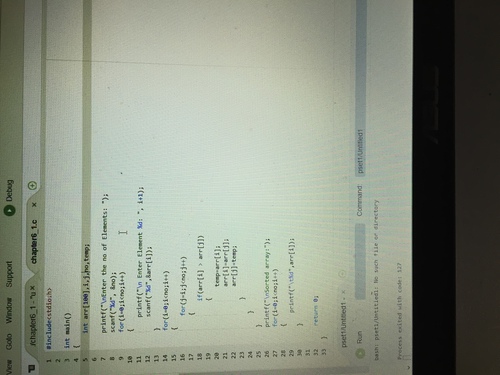 View Goto Window Support Debug
/chapter6_1 - "u × chapter6_1.c ×
1 #include<stdio.h>
2
3 int main()
4 {
5 int arr[100],i,j,no,temp;
6
7 printf("\nEnter the no of Elements: ");
8 scanf("%d", &no);
9 for(i=0;i<no;i++)
10 {
11 printf("\n Enter Element %d: ", i+1);
12 scanf("%d",&arr[i]);
13 }
14 for(i=0;i<no;i++)
15 {
16 for(j=i;j<no;j++)
17 {
18 if(arr[i] > arr[j])
19 {
20 temp=arr[i];
21 arr[i]=arr[j];
22 arr[j]=temp;
23 }
24 }
25 }
26 printf("\nSorted array:");
27 for(i=0;i<no;i++)
28 {
29 printf("\t%d",arr[i]);
30 }
31
32 return 0;
33 }
pset1/Untitled1 - ×
Run Command: pset1/Untitled1
bash: pset1/Untitled1: No such file or directory
Process exited with code: 127